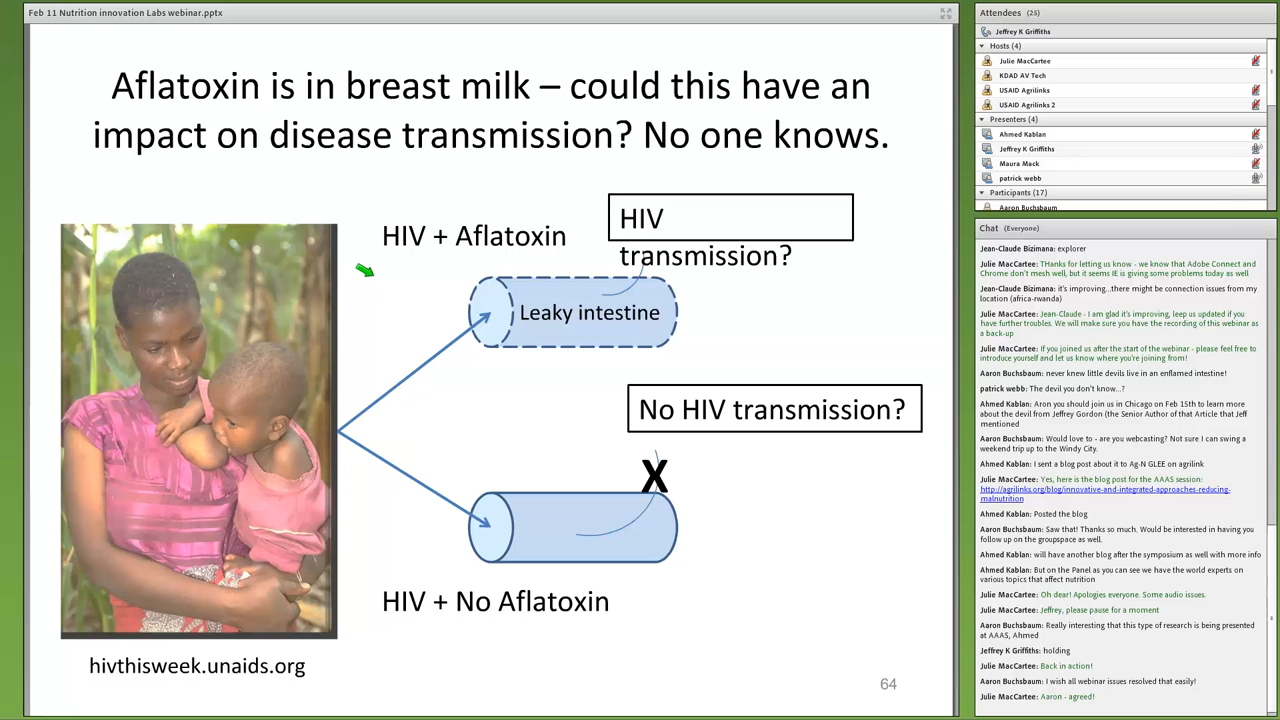 Feb 11 Nutrition innovation Labs webinar.pptx
Aflatoxin is in breast milk – could this have an
impact on disease transmission? No one knows.
HIV + Aflatoxin
HIV
transmission?
Leaky intestine
No HIV transmission?
X
HIV + No Aflatoxin
hivthisweek.unaids.org
64
Attendees (25)
Jeffrey K Griffiths
Hosts (4)
Julie MacCartee
KDAD AV Tech
USAID Agrilinks
USAID Agrilinks 2
Presenters (4)
Ahmed Kablan
Jeffrey K Griffiths
Maura Mack
patrick webb
Participants (17)
Aaron Buchsbaum
Chat (Everyone)
Jean-Claude Bizimana: explorer
Julie MacCartee: THanks for letting us know - we know that Adobe Connect and
Chrome don't mesh well, but it seems IE is giving some problems today as well
Jean-Claude Bizimana: it's improving...there might be connection issues from my
location (africa-rwanda)
Julie MacCartee: Jean-Claude - I am glad it's improving, leep us updated if you
have further troubles. We will make sure you have the recording of this webinar as
a back-up
Julie MacCartee: If you joined us after the start of the webinar - please feel free to
introduce yourself and let us know where you're joining from!
Aaron Buchsbaum: never knew little devils live in an enflamed intestine!
patrick webb: The devil you don't know...?
Ahmed Kablan: Aron you should join us in Chicago on Feb 15th to learn more
about the devil from Jeffrey Gordon (the Senior Author of that Article that Jeff
mentioned
Aaron Buchsbaum: Would love to - are you webcasting? Not sure I can swing a
weekend trip up to the Windy City.
Ahmed Kablan: I sent a blog post about it to Ag-N GLEE on agrilink
Julie MacCartee: Yes, here is the blog post for the AAAS session:
http://agrilinks.org/blog/innovative-and-integrated-approaches-reducing-
malnutrition
Ahmed Kablan: Posted the blog
Aaron Buchsbaum: Saw that! Thanks so much. Would be interested in having you
follow up on the groupspace as well.
Ahmed Kablan: will have another blog after the symposium as well with more info
Ahmed Kablan: But on the Panel as you can see we have the world experts on
various topics that affect nutrition
Julie MacCartee: Oh dear! Apologies everyone. Some audio issues.
Julie MacCartee: Jeffrey, please pause for a moment
Aaron Buchsbaum: Really interesting that this type of research is being presented
at AAAS, Ahmed
Jeffrey K Griffiths: holding
Julie MacCartee: Back in action!
Aaron Buchsbaum: I wish all webinar issues resolved that easily!
Julie MacCartee: Aaron - agreed!